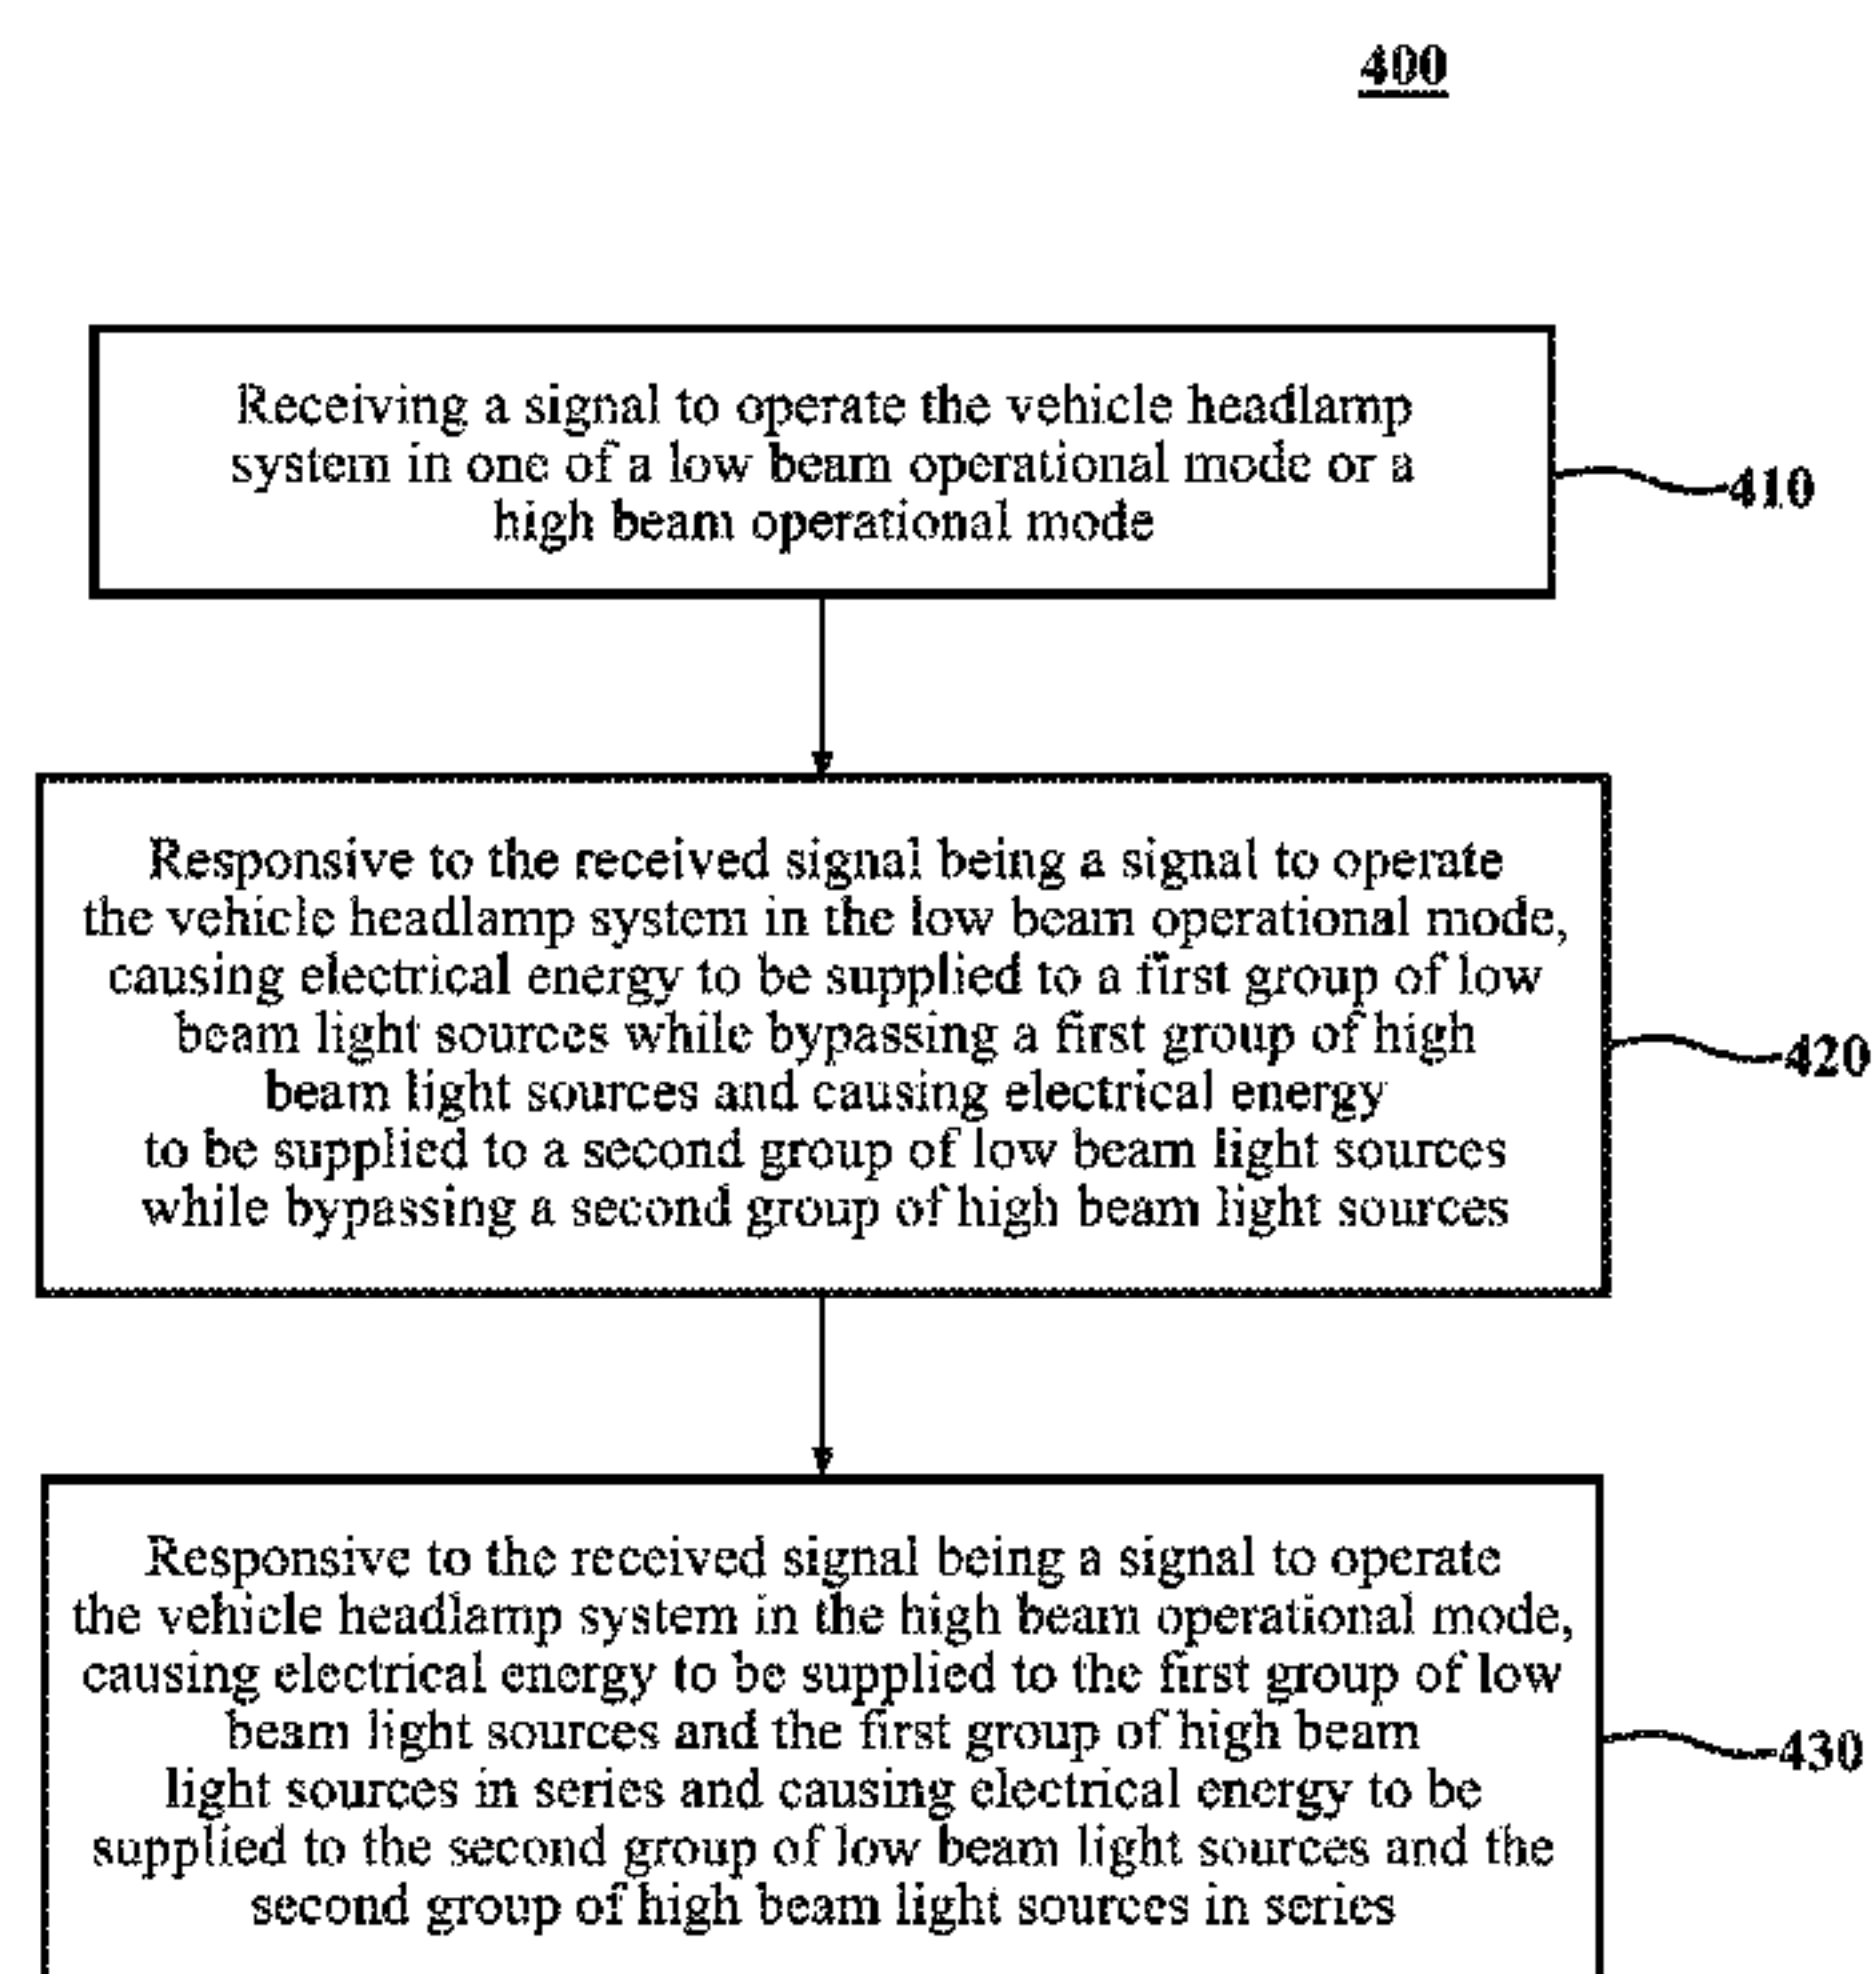 400
Receiving a signal to operate the vehicle headlamp
system in one of a low beam operational mode or a
high beam operational mode
410
Responsive to the received signal being a signal to operate
the vehicle headlamp system in the low beam operational mode,
causing electrical energy to be supplied to a first group of low
beam light sources while bypassing a first group of high
beam light sources and causing electrical energy
to be supplied to a second group of low beam light sources
while bypassing a second group of high beam light sources
420
Responsive to the received signal being a signal to operate
the vehicle headlamp system in the high beam operational mode,
causing electrical energy to be supplied to the first group of low
beam light sources and the first group of high beam
light sources in series and causing electrical energy to be
supplied to the second group of low beam light sources and the
second group of high beam light sources in series
430